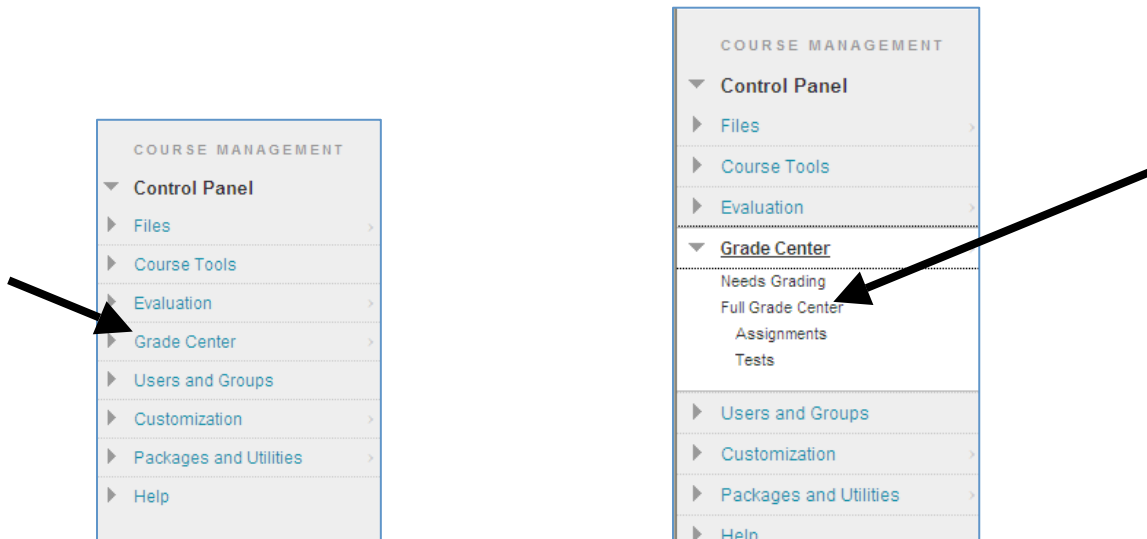 COURSE MANAGEMENT
Control Panel
Files
Course Tools
Evaluation
Grade Center
Users and Groups
Customization
Packages and Utilities
Help
COURSE MANAGEMENT
Control Panel
Files
Course Tools
Evaluation
Grade Center
Needs Grading
Full Grade Center
Assignments
Tests
Users and Groups
Customization
Packages and Utilities
Help